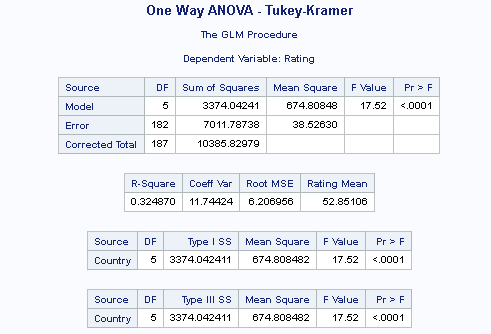 One Way ANOVA - Tukey-Kramer
The GLM Procedure
Dependent Variable: Rating
Source DF Sum of Squares Mean Square F Value Pr > F
Model 5 3374.04241 674.80848 17.52 <.0001
Error 182 7011.78738 38.52630
Corrected Total 187 10385.82979
R-Square Coeff Var Root MSE Rating Mean
0.324870 11.74424 6.206956 52.85106
Source DF Type I SS Mean Square F Value Pr > F
Country 5 3374.042411 674.808482 17.52 <.0001
Source DF Type III SS Mean Square F Value Pr > F
Country 5 3374.042411 674.808482 17.52 <.0001